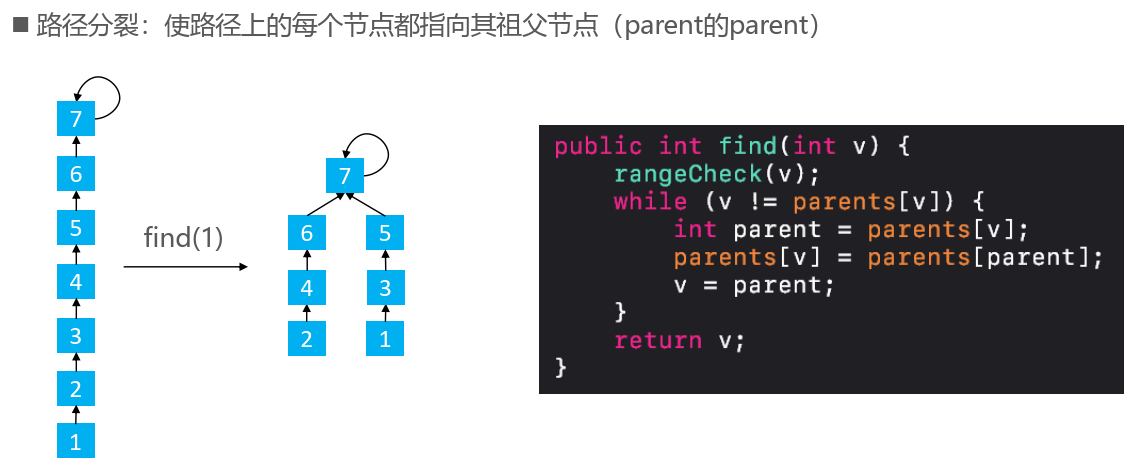 ■ 路径分裂：使路径上的每个节点都指向其祖父节点（parent的parent）
7
6
5
4
3
2
1
find(1)
7
6 5
4 3
2 1
public int find(int v) {
    rangeCheck(v);
    while (v != parents[v]) {
        int parent = parents[v];
        parents[v] = parents[parent];
        v = parent;
    }
    return v;
}